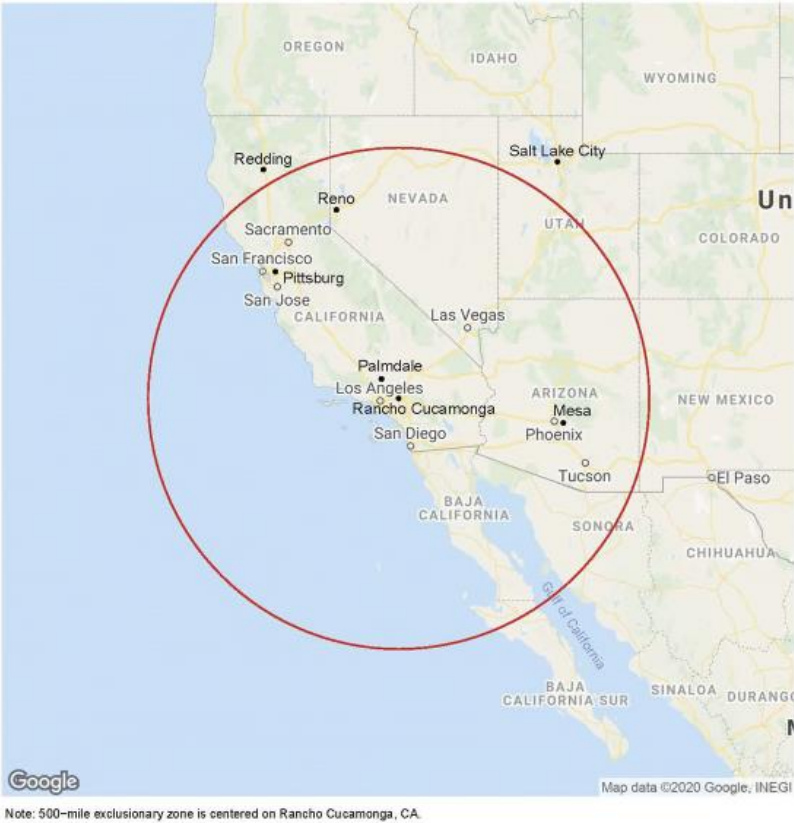 OREGON
IDAHO
WYOMING
Redding
Salt Lake City
Reno
NEVADA
Un
Sacramento
UTAH
COLORADO
San Francisco
Pittsburg
San Jose
CALIFORNIA
Las Vegas
Palmdale
Los Angeles
ARIZONA
NEW MEXICO
Rancho Cucamonga
Mesa
San Diego
Phoenix
Tucson
El Paso
BAJA
CALIFORNIA
SONORA
CHIHUAHUA
Gulf of California
BAJA
CALIFORNIA SUR
SINALOA
DURANGO
Google
Map data ©2020 Google, INEGI
Note: 500-mile exclusionary zone is centered on Rancho Cucamonga, CA.